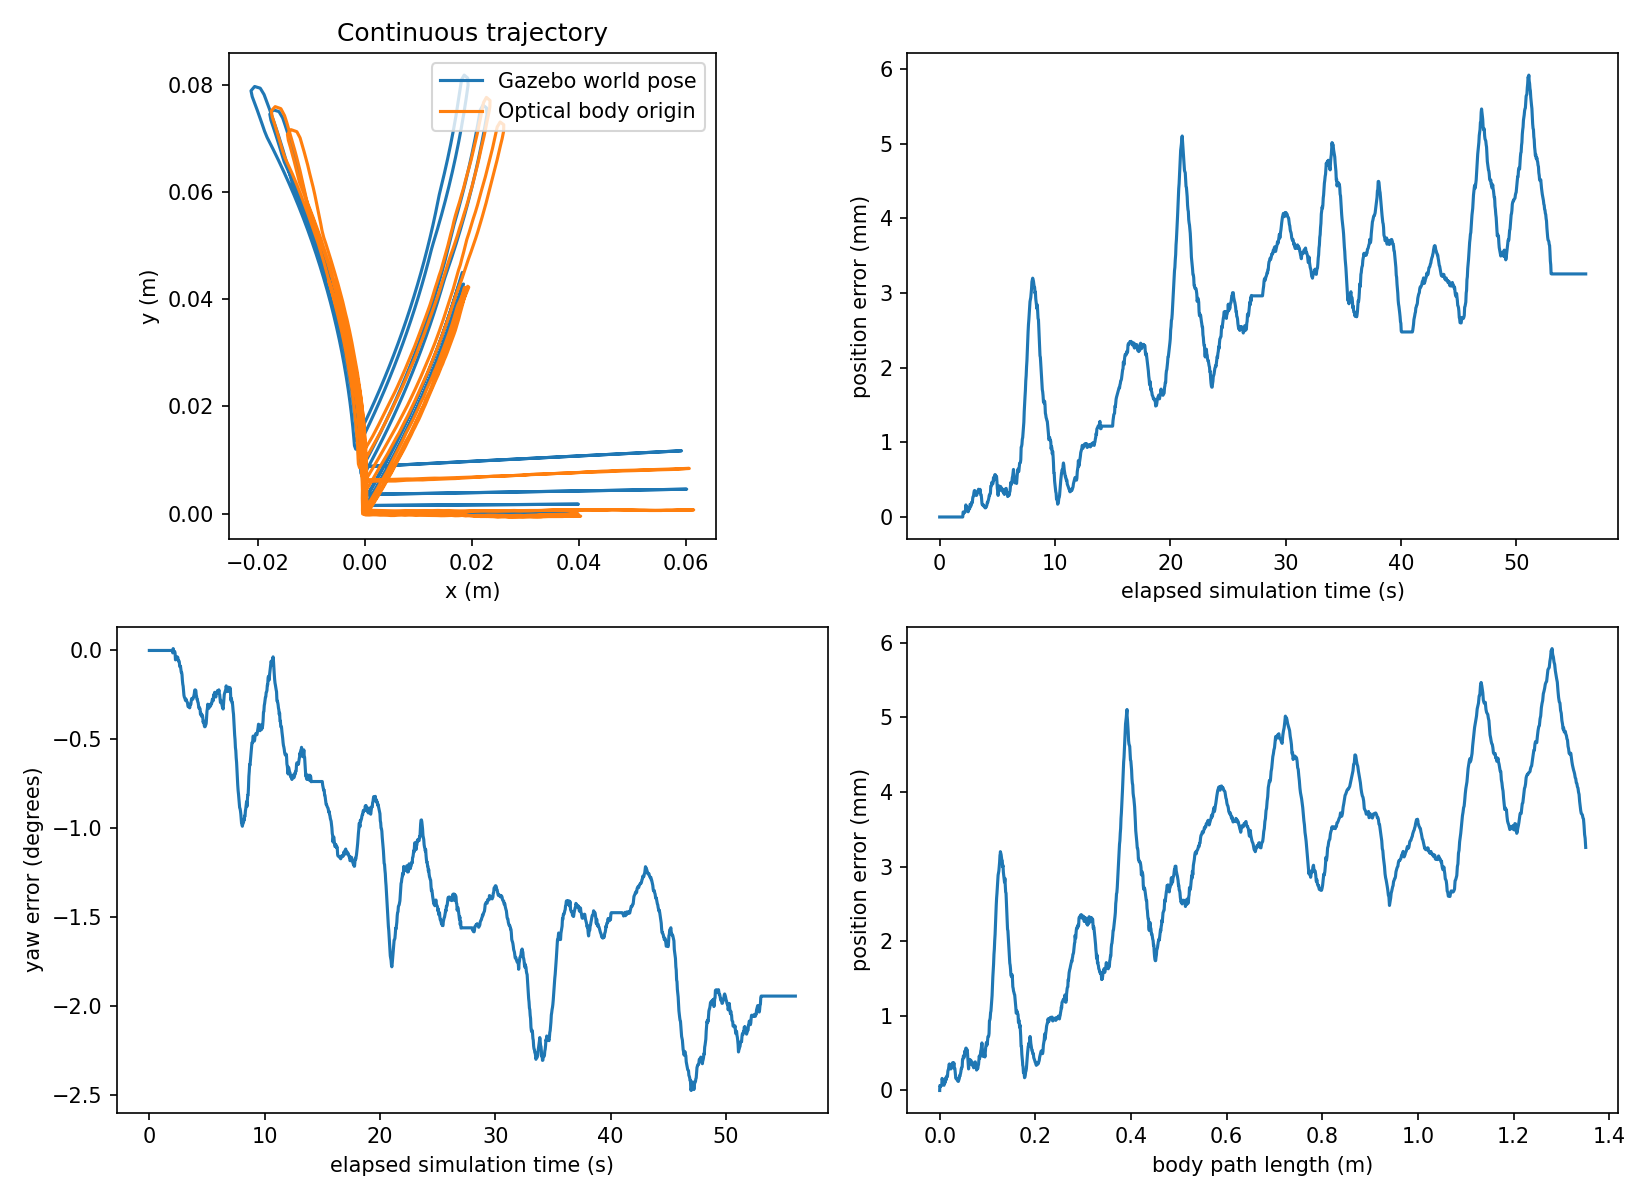 Continuous trajectory
Gazebo world pose
Optical body origin
0.08
0.06
0.04
0.02
0.00
y (m)
−0.02 0.00 0.02 0.04 0.06
x (m)
6
5
4
3
2
1
0
position error (mm)
0 10 20 30 40 50
elapsed simulation time (s)
0.0
−0.5
−1.0
−1.5
−2.0
−2.5
yaw error (degrees)
0 10 20 30 40 50
elapsed simulation time (s)
6
5
4
3
2
1
0
position error (mm)
0.0 0.2 0.4 0.6 0.8 1.0 1.2 1.4
body path length (m)